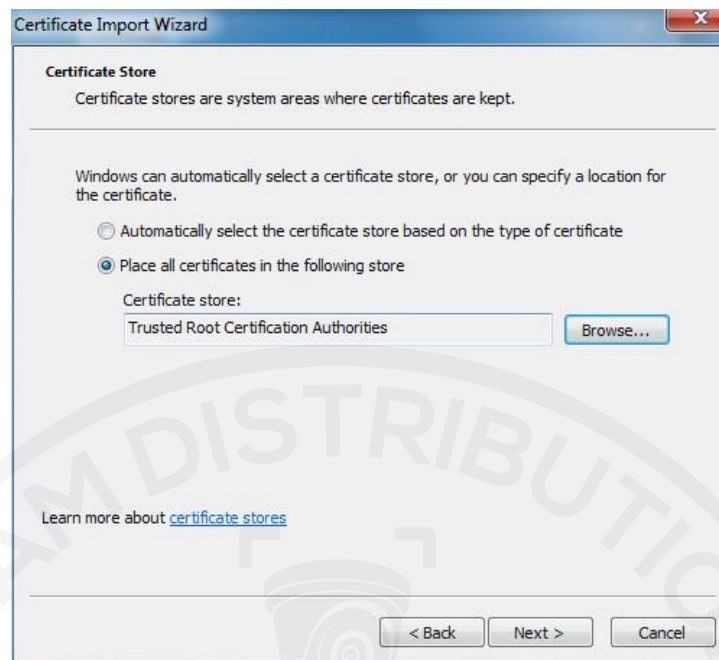 Certificate Import Wizard
Certificate Store
Certificate stores are system areas where certificates are kept.
Windows can automatically select a certificate store, or you can specify a location for
the certificate.
Automatically select the certificate store based on the type of certificate
Place all certificates in the following store
Certificate store:
Trusted Root Certification Authorities
Browse...
Learn more about certificate stores
< Back
Next >
Cancel